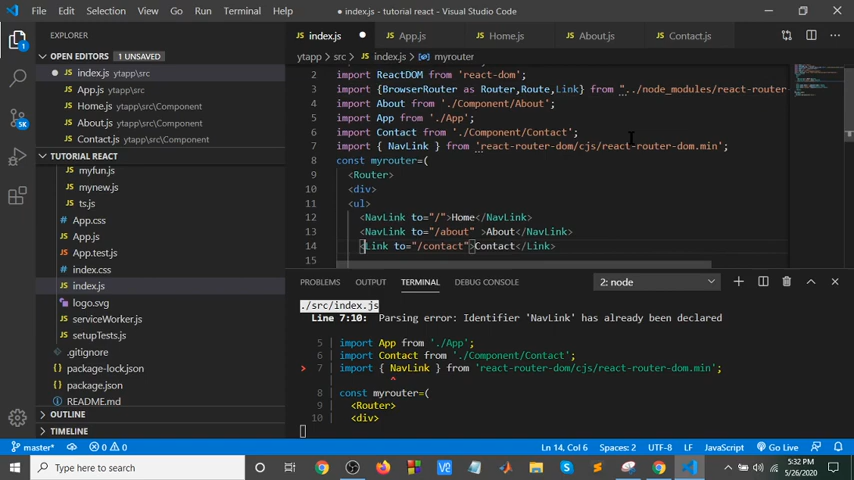 File Edit Selection View Go Run Terminal Help
● index.js - tutorial react - Visual Studio Code
EXPLORER
OPEN EDITORS 1 UNSAVED
index.js ytapp\src
App.js ytapp\src
Home.js ytapp\src\Component
About.js ytapp\src\Component
Contact.js ytapp\src\Component
TUTORIAL REACT
myfun.js
mynew.js
ts.js
App.css
App.js
App.test.js
index.css
index.js
logo.svg
serviceWorker.js
setupTests.js
.gitignore
package-lock.json
package.json
README.md
OUTLINE
TIMELINE
JS index.js ● JS App.js JS Home.js JS About.js JS Contact.js
ytapp > src > JS index.js > myrouter
2 import ReactDOM from 'react-dom';
3 import {BrowserRouter as Router,Route,Link} from "../node_modules/react-router-
4 import About from './Component/About';
5 import App from './App';
6 import Contact from './Component/Contact';
7 import { NavLink } from 'react-router-dom/cjs/react-router-dom.min';
8 const myrouter=(
9 <Router>
10 <div>
11 <ul>
12 <NavLink to="/">Home</NavLink>
13 <NavLink to="/about" >About</NavLink>
14 <Link to="/contact">Contact</Link>
15
PROBLEMS OUTPUT TERMINAL DEBUG CONSOLE 2: node
./src/index.js
Line 7:10: Parsing error: Identifier 'NavLink' has already been declared
5 | import App from './App';
6 | import Contact from './Component/Contact';
> 7 | import { NavLink } from 'react-router-dom/cjs/react-router-dom.min';
| ^
8 | const myrouter=(
9 | <Router>
10 | <div>
master* 0 0 Ln 14, Col 6 Spaces: 2 UTF-8 LF JavaScript Go Live
Type here to search
5:32 PM
5/26/2020